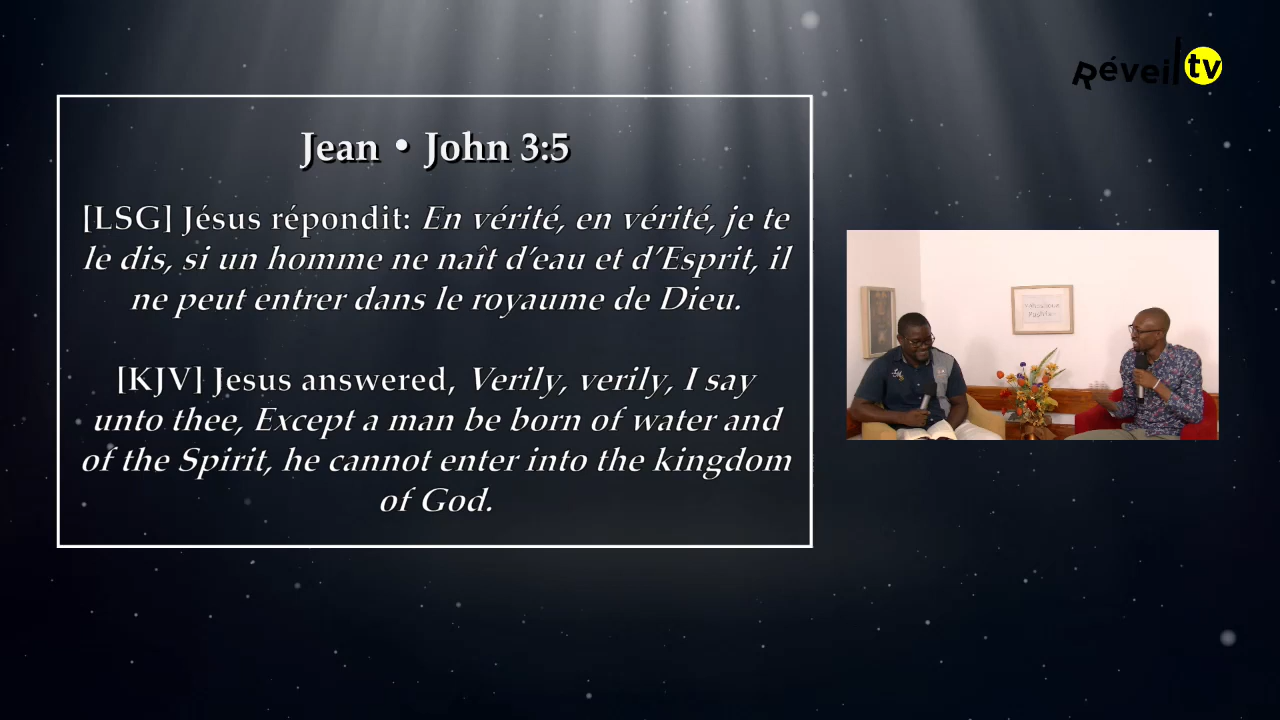 Réveil tv
Jean • John 3:5
[LSG] Jésus répondit: En vérité, en vérité, je te
le dis, si un homme ne naît d’eau et d’Esprit, il
ne peut entrer dans le royaume de Dieu.
[KJV] Jesus answered, Verily, verily, I say
unto thee, Except a man be born of water and
of the Spirit, he cannot enter into the kingdom
of God.